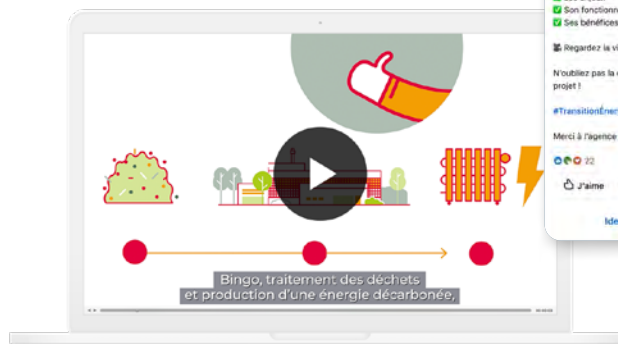 Son fonctionn
Ses bénéfices
Regardez la vi
N'oubliez pas la
projet !
#TransitionÉner
Merci à l'agence
22
J'aime
Bingo, traitement des déchets
et production d'une énergie décarbonée,